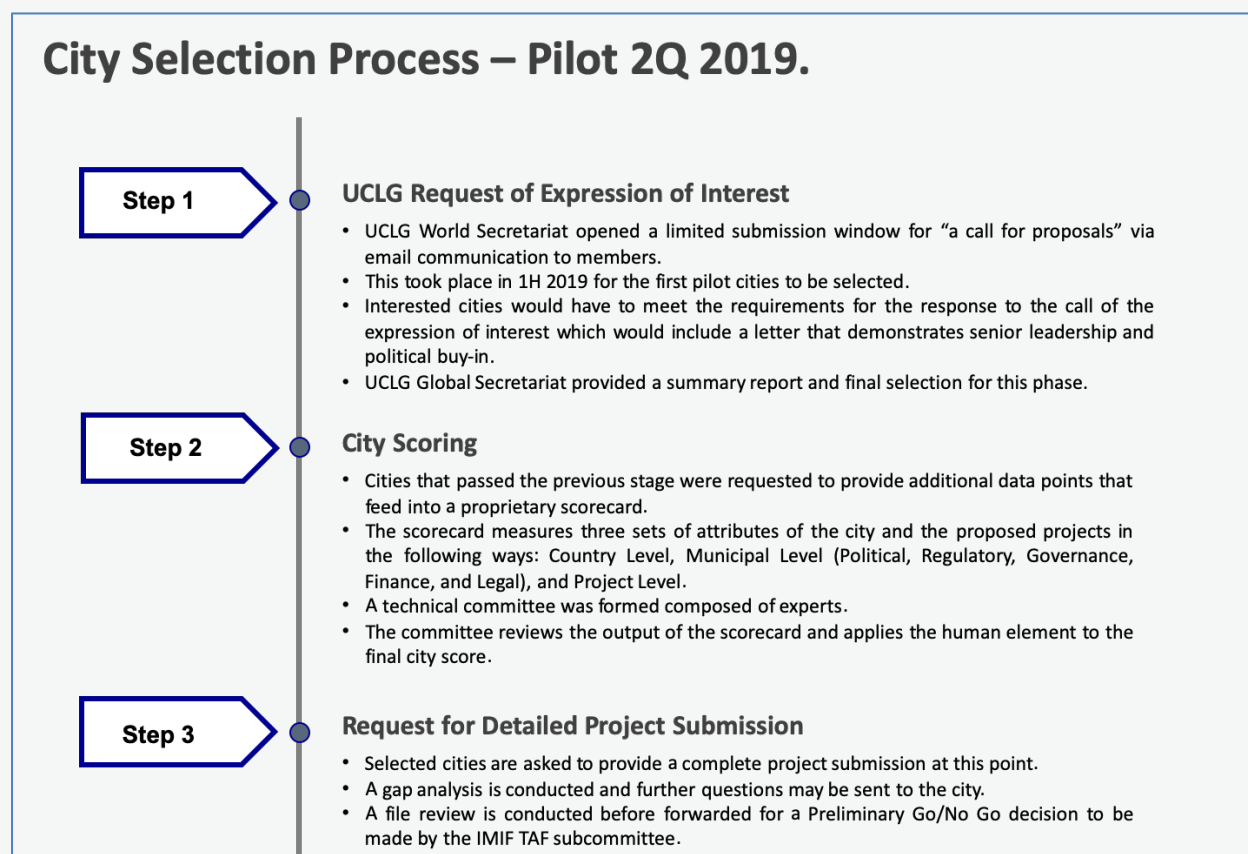 City Selection Process – Pilot 2Q 2019.
Step 1
UCLG Request of Expression of Interest
• UCLG World Secretariat opened a limited submission window for “a call for proposals” via
email communication to members.
• This took place in 1H 2019 for the first pilot cities to be selected.
• Interested cities would have to meet the requirements for the response to the call of the
expression of interest which would include a letter that demonstrates senior leadership and
political buy-in.
• UCLG Global Secretariat provided a summary report and final selection for this phase.
Step 2
City Scoring
• Cities that passed the previous stage were requested to provide additional data points that
feed into a proprietary scorecard.
• The scorecard measures three sets of attributes of the city and the proposed projects in
the following ways: Country Level, Municipal Level (Political, Regulatory, Governance,
Finance, and Legal), and Project Level.
• A technical committee was formed composed of experts.
• The committee reviews the output of the scorecard and applies the human element to the
final city score.
Step 3
Request for Detailed Project Submission
• Selected cities are asked to provide a complete project submission at this point.
• A gap analysis is conducted and further questions may be sent to the city.
• A file review is conducted before forwarded for a Preliminary Go/No Go decision to be
made by the IMIF TAF subcommittee.